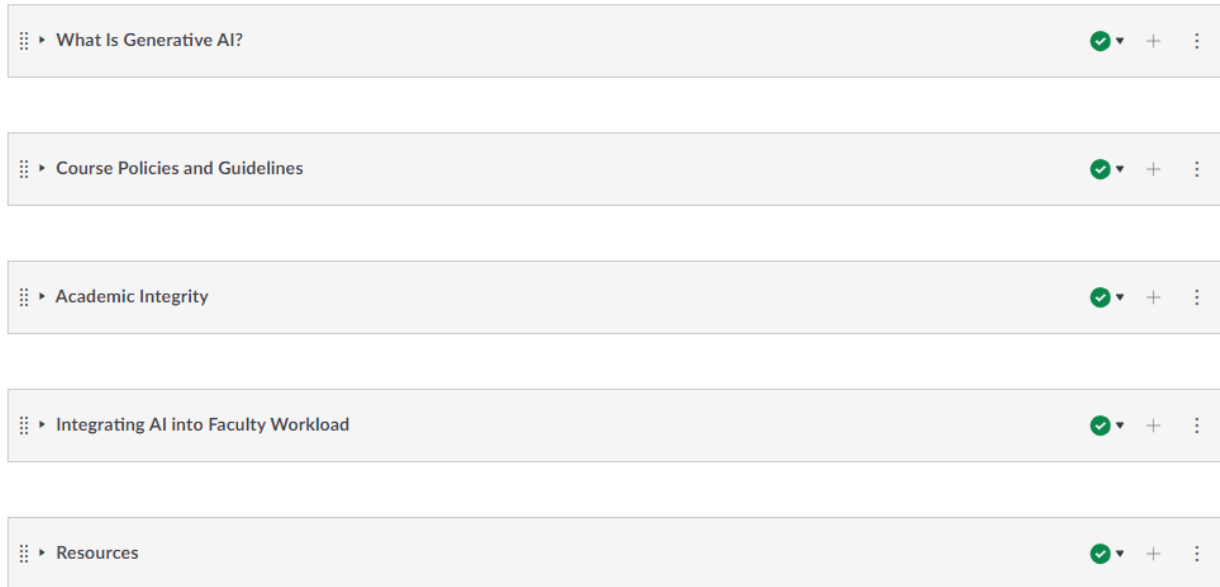 What Is Generative AI?
Course Policies and Guidelines
Academic Integrity
Integrating AI into Faculty Workload
Resources